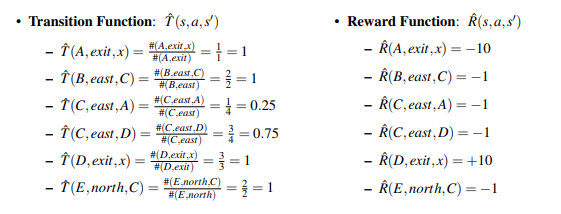 • Transition Function: T̂(s,a,s′)
– T̂(A,exit,x) = #(A,exit,x)/#(A,exit) = 1/1 = 1
– T̂(B,east,C) = #(B,east,C)/#(B,east) = 2/2 = 1
– T̂(C,east,A) = #(C,east,A)/#(C,east) = 1/4 = 0.25
– T̂(C,east,D) = #(C,east,D)/#(C,east) = 3/4 = 0.75
– T̂(D,exit,x) = #(D,exit,x)/#(D,exit) = 3/3 = 1
– T̂(E,north,C) = #(E,north,C)/#(E,north) = 2/2 = 1
• Reward Function: R̂(s,a,s′)
– R̂(A,exit,x) = −10
– R̂(B,east,C) = −1
– R̂(C,east,A) = −1
– R̂(C,east,D) = −1
– R̂(D,exit,x) = +10
– R̂(E,north,C) = −1